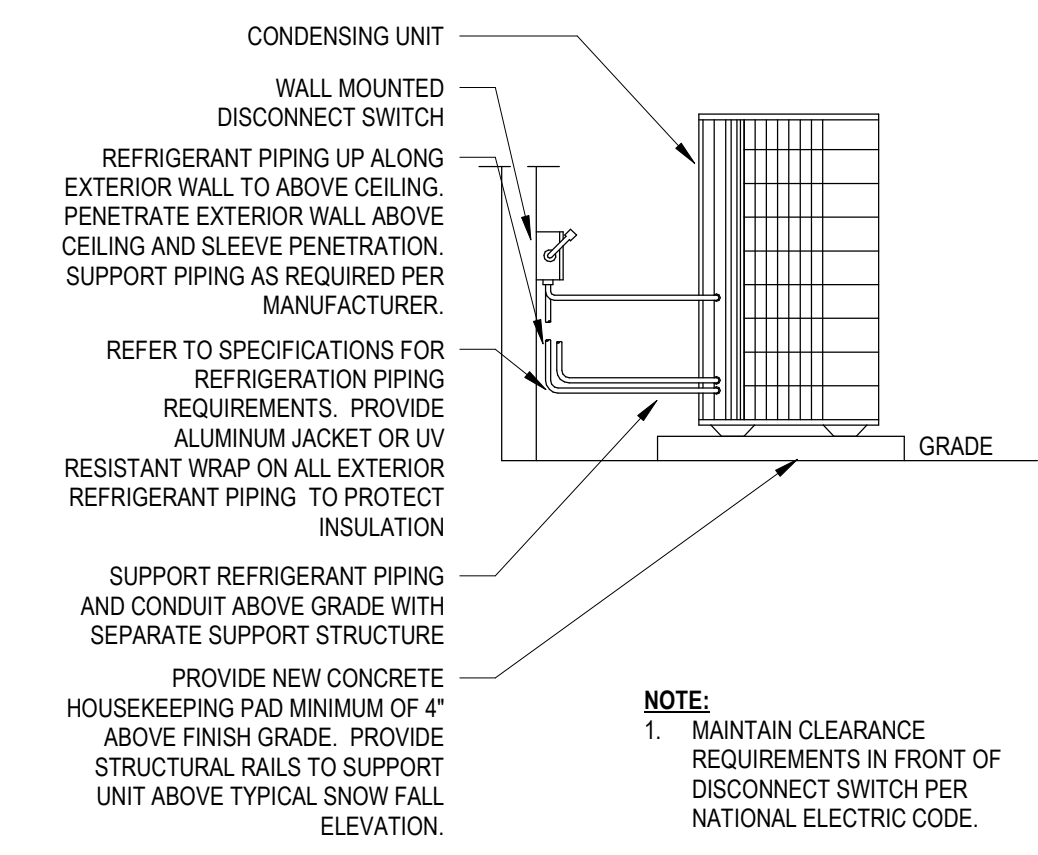 CONDENSING UNIT
WALL MOUNTED
DISCONNECT SWITCH
REFRIGERANT PIPING UP ALONG
EXTERIOR WALL TO ABOVE CEILING.
PENETRATE EXTERIOR WALL ABOVE
CEILING AND SLEEVE PENETRATION.
SUPPORT PIPING AS REQUIRED PER
MANUFACTURER.
REFER TO SPECIFICATIONS FOR
REFRIGERATION PIPING
REQUIREMENTS.  PROVIDE
ALUMINUM JACKET OR UV
RESISTANT WRAP ON ALL EXTERIOR
REFRIGERANT PIPING  TO PROTECT
INSULATION
SUPPORT REFRIGERANT PIPING
AND CONDUIT ABOVE GRADE WITH
SEPARATE SUPPORT STRUCTURE
PROVIDE NEW CONCRETE
HOUSEKEEPING PAD MINIMUM OF 4"
ABOVE FINISH GRADE.  PROVIDE
STRUCTURAL RAILS TO SUPPORT
UNIT ABOVE TYPICAL SNOW FALL
ELEVATION.
GRADE
NOTE:
1. MAINTAIN CLEARANCE
REQUIREMENTS IN FRONT OF
DISCONNECT SWITCH PER
NATIONAL ELECTRIC CODE.